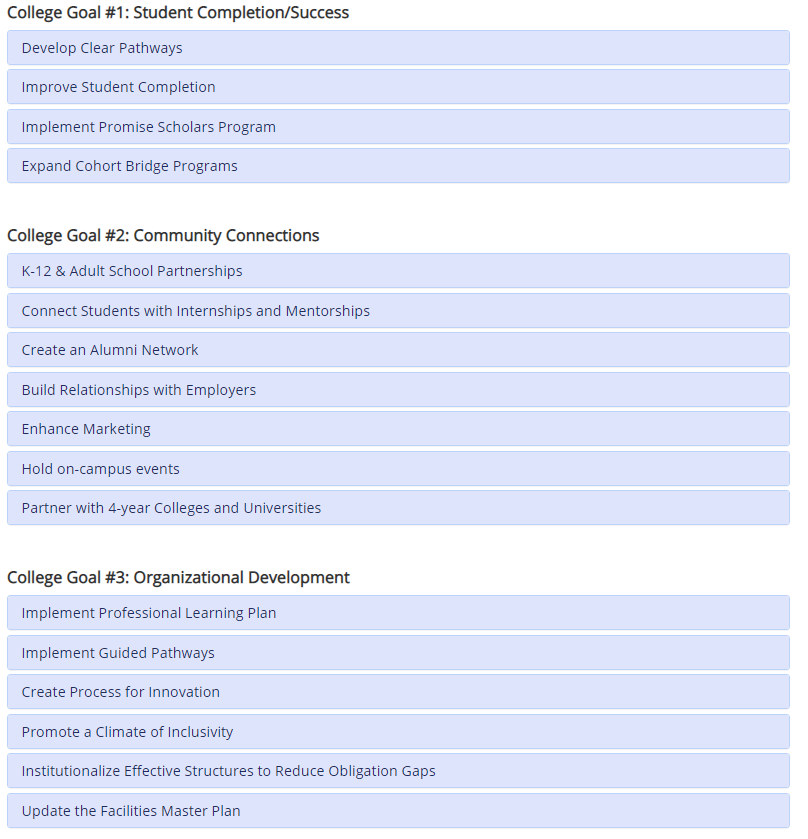 College Goal #1: Student Completion/Success
Develop Clear Pathways
Improve Student Completion
Implement Promise Scholars Program
Expand Cohort Bridge Programs
College Goal #2: Community Connections
K-12 & Adult School Partnerships
Connect Students with Internships and Mentorships
Create an Alumni Network
Build Relationships with Employers
Enhance Marketing
Hold on-campus events
Partner with 4-year Colleges and Universities
College Goal #3: Organizational Development
Implement Professional Learning Plan
Implement Guided Pathways
Create Process for Innovation
Promote a Climate of Inclusivity
Institutionalize Effective Structures to Reduce Obligation Gaps
Update the Facilities Master Plan